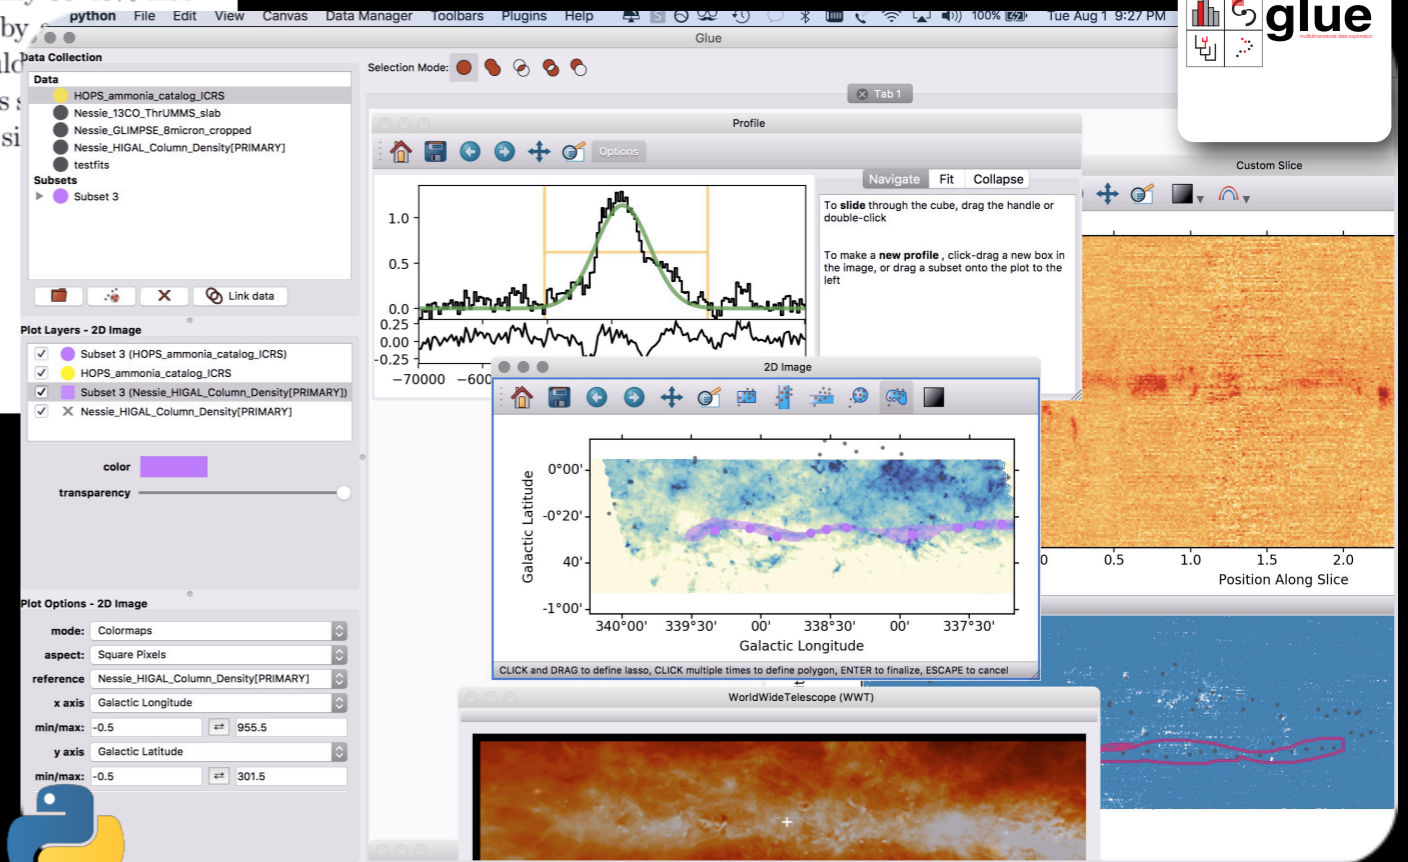 by
s s
si
python File Edit View Canvas Data Manager Toolbars Plugins Help 100% Tue Aug 1 9:27 PM
Glue
glue
multidimensional data exploration
Data Collection
Data
HOPS_ammonia_catalog_ICRS
Nessie_13CO_ThrUMMS_slab
Nessie_GLIMPSE_8micron_cropped
Nessie_HIGAL_Column_Density[PRIMARY]
testfits
Subsets
Subset 3
Link data
Selection Mode:
Tab 1
Profile
Options
Navigate Fit Collapse
To slide through the cube, drag the handle or
double-click
To make a new profile , click-drag a new box in
the image, or drag a subset onto the plot to the
left
1.0
0.5
0.0
0.25
0.00
-0.25
−70000 −600
Custom Slice
0 0.5 1.0 1.5 2.0
Position Along Slice
Plot Layers - 2D Image
Subset 3 (HOPS_ammonia_catalog_ICRS)
HOPS_ammonia_catalog_ICRS
Subset 3 (Nessie_HIGAL_Column_Density[PRIMARY])
Nessie_HIGAL_Column_Density[PRIMARY]
color
transparency
2D Image
Galactic Latitude
0°00'
-0°20'
40'
-1°00'
340°00' 339°30' 00' 338°30' 00' 337°30'
Galactic Longitude
CLICK and DRAG to define lasso, CLICK multiple times to define polygon, ENTER to finalize, ESCAPE to cancel
Plot Options - 2D Image
mode: Colormaps
aspect: Square Pixels
reference Nessie_HIGAL_Column_Density[PRIMARY]
x axis Galactic Longitude
min/max: -0.5 955.5
y axis Galactic Latitude
min/max: -0.5 301.5
WorldWideTelescope (WWT)